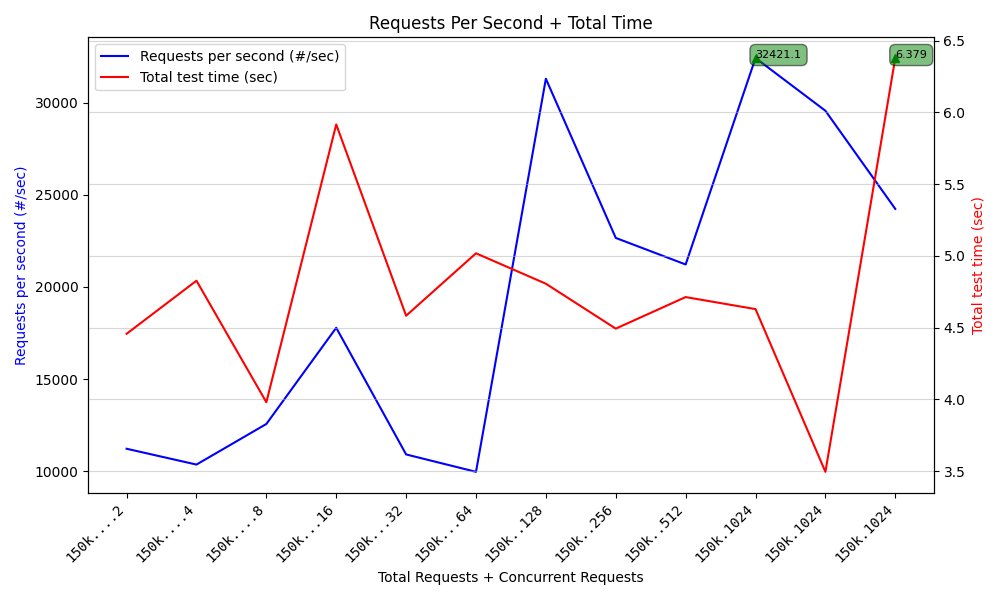 Requests Per Second + Total Time
Requests per second (#/sec)
Total test time (sec)
32421.1
6.379
Requests per second (#/sec)
30000
25000
20000
15000
10000
6.5
6.0
5.5
5.0
4.5
4.0
3.5
Total test time (sec)
150k....2
150k....4
150k....8
150k...16
150k...32
150k...64
150k..128
150k..256
150k..512
150k.1024
150k.1024
150k.1024
Total Requests + Concurrent Requests